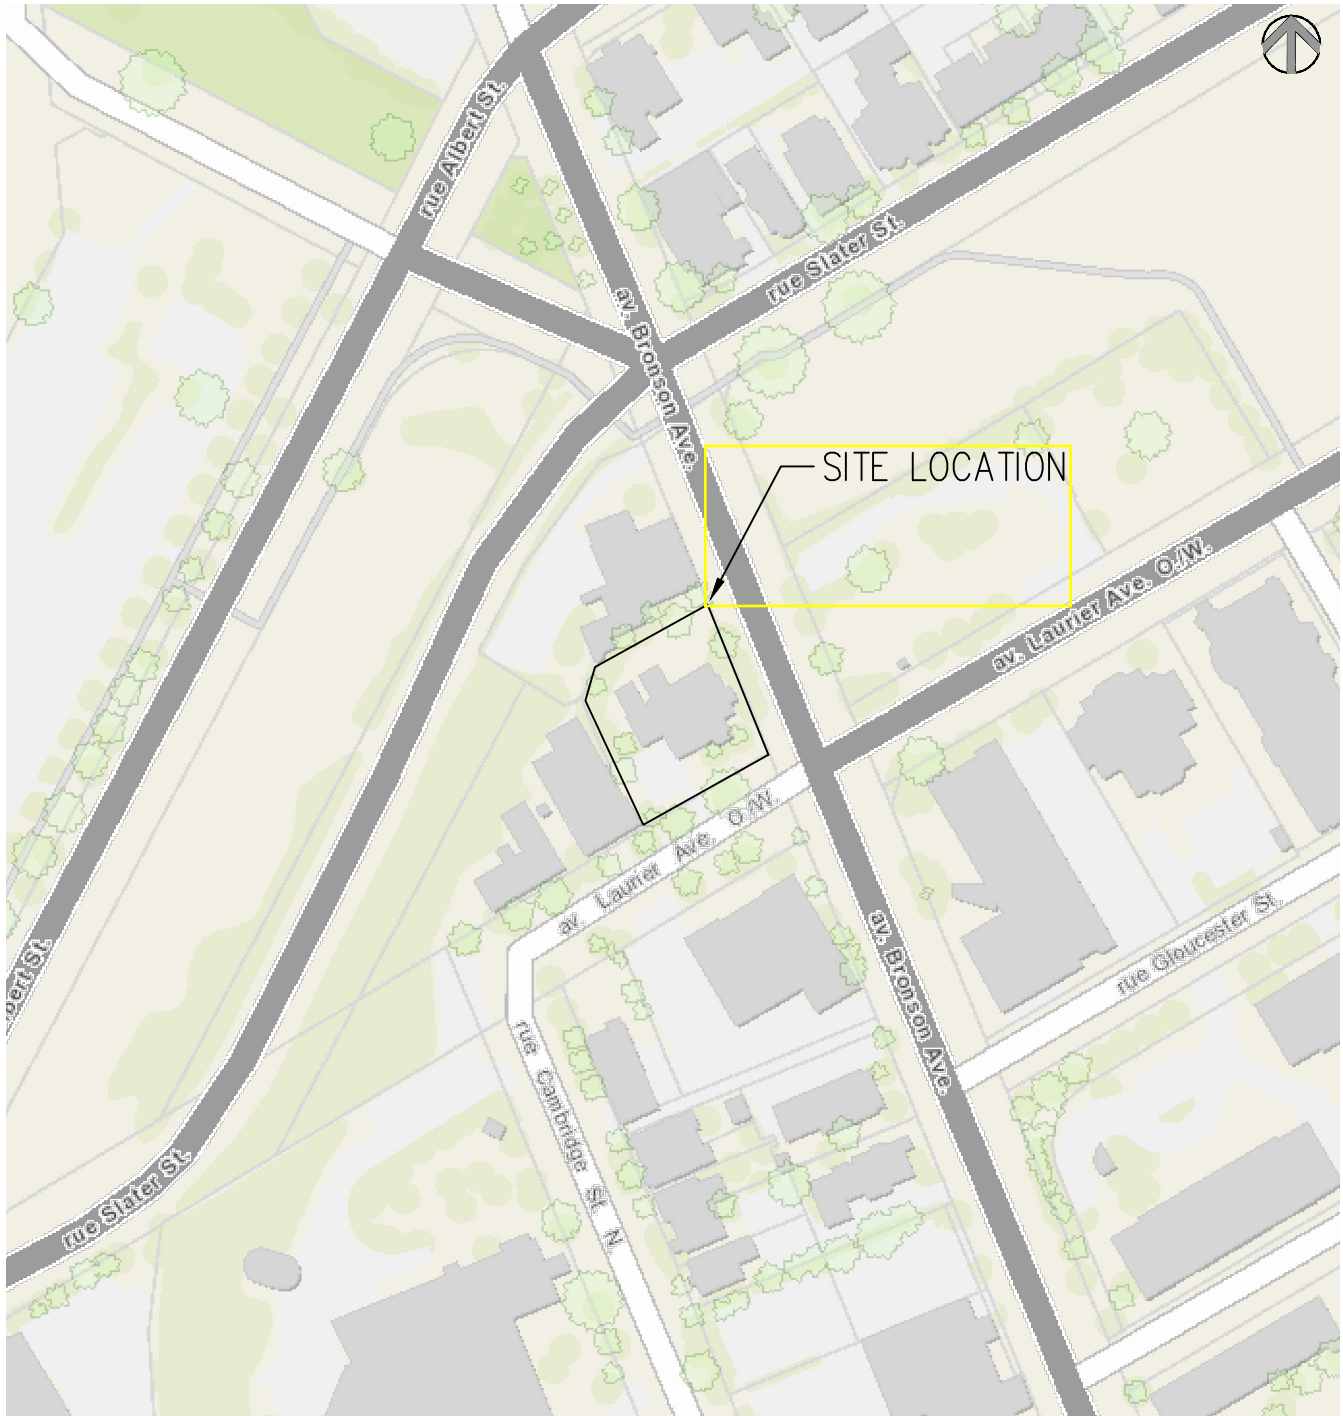 rue Albert St.
rue Slater St.
av. Bronson Ave.
SITE LOCATION
av. Laurier Ave. O./W.
av. Laurier Ave. O./W.
rue Gloucester St.
av. Bronson Ave.
bert St.
rue Cambridge St. N.
rue Slater St.